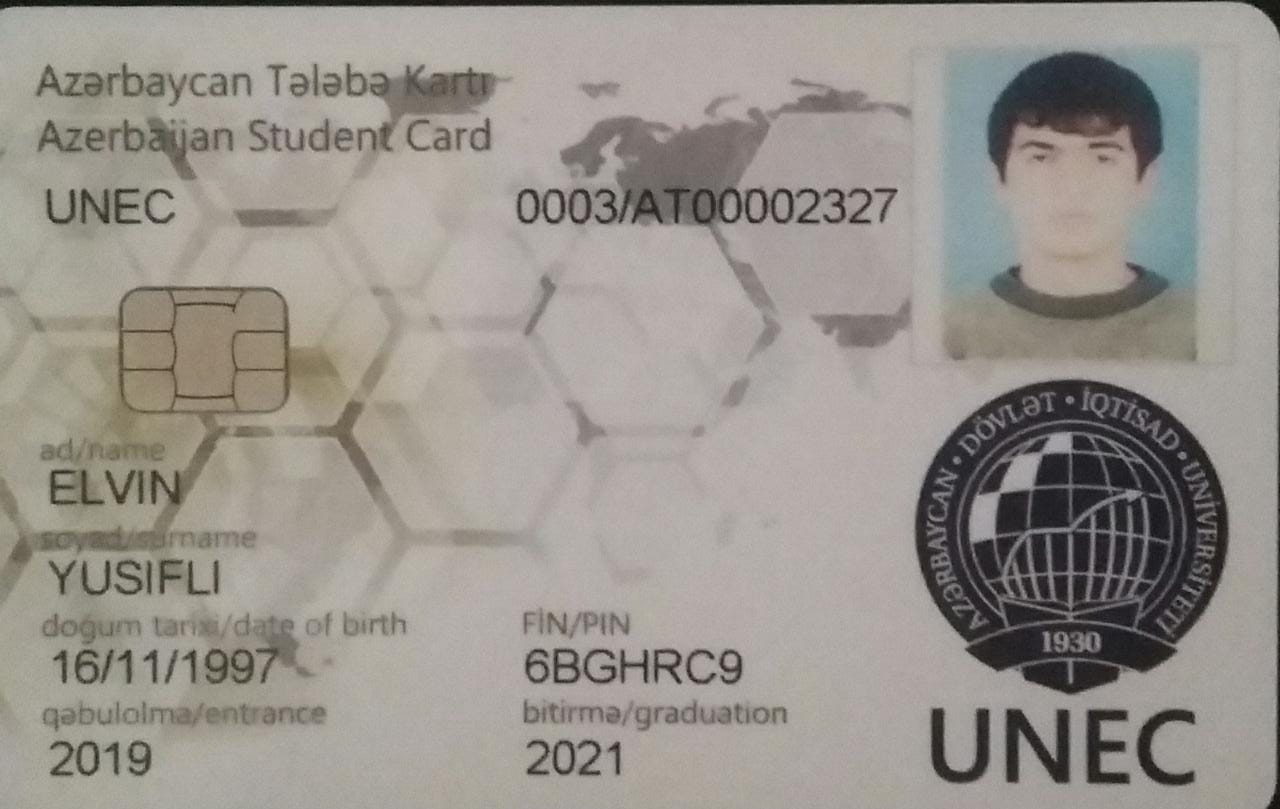 Azərbaycan Tələbə Kartı
Azerbaijan Student Card
UNEC 0003/AT00002327
ad/name
ELVIN
soyad/surname
YUSIFLI
doğum tarixi/date of birth
16/11/1997
FİN/PIN
6BGHRC9
qəbulolma/entrance
2019
bitirmə/graduation
2021
AZƏRBAYCAN • DÖVLƏT • İQTİSAD • UNİVERSİTETİ
1930
UNEC